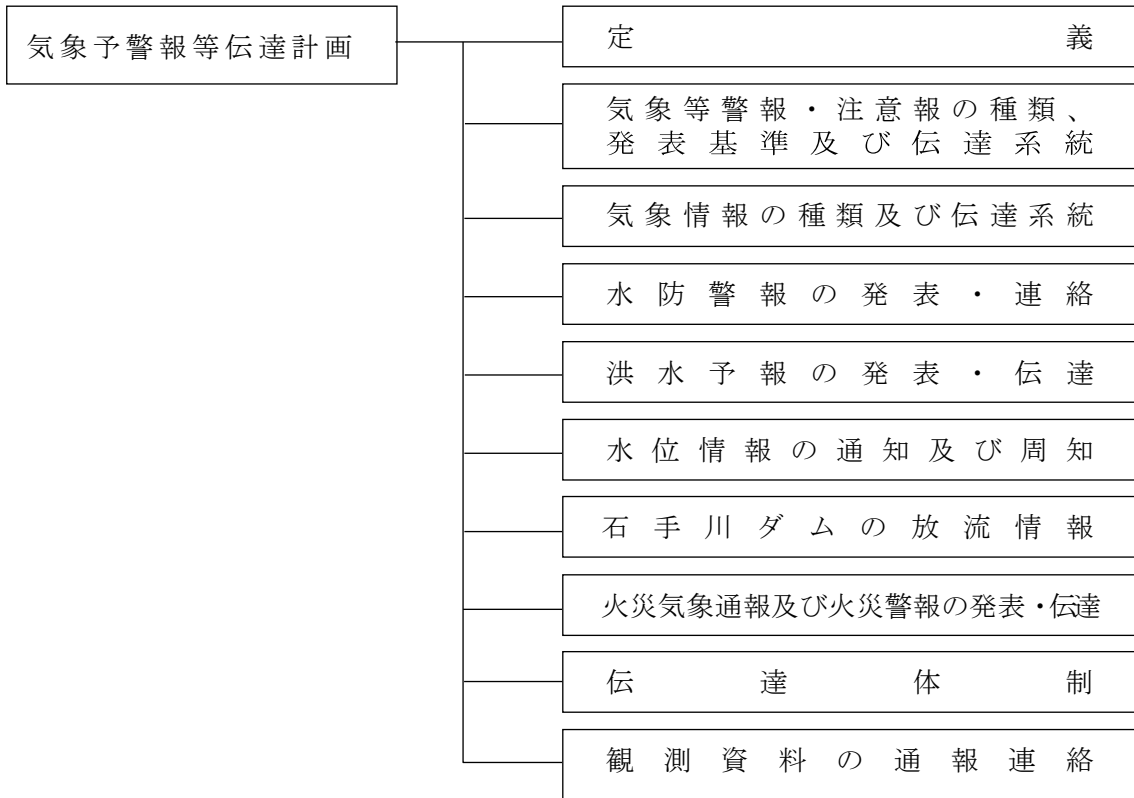 気象予警報等伝達計画
定義
気象等警報・注意報の種類、
発表基準及び伝達系統
気象情報の種類及び伝達系統
水防警報の発表・連絡
洪水予報の発表・伝達
水位情報の通知及び周知
石手川ダムの放流情報
火災気象通報及び火災警報の発表・伝達
伝達体制
観測資料の通報連絡